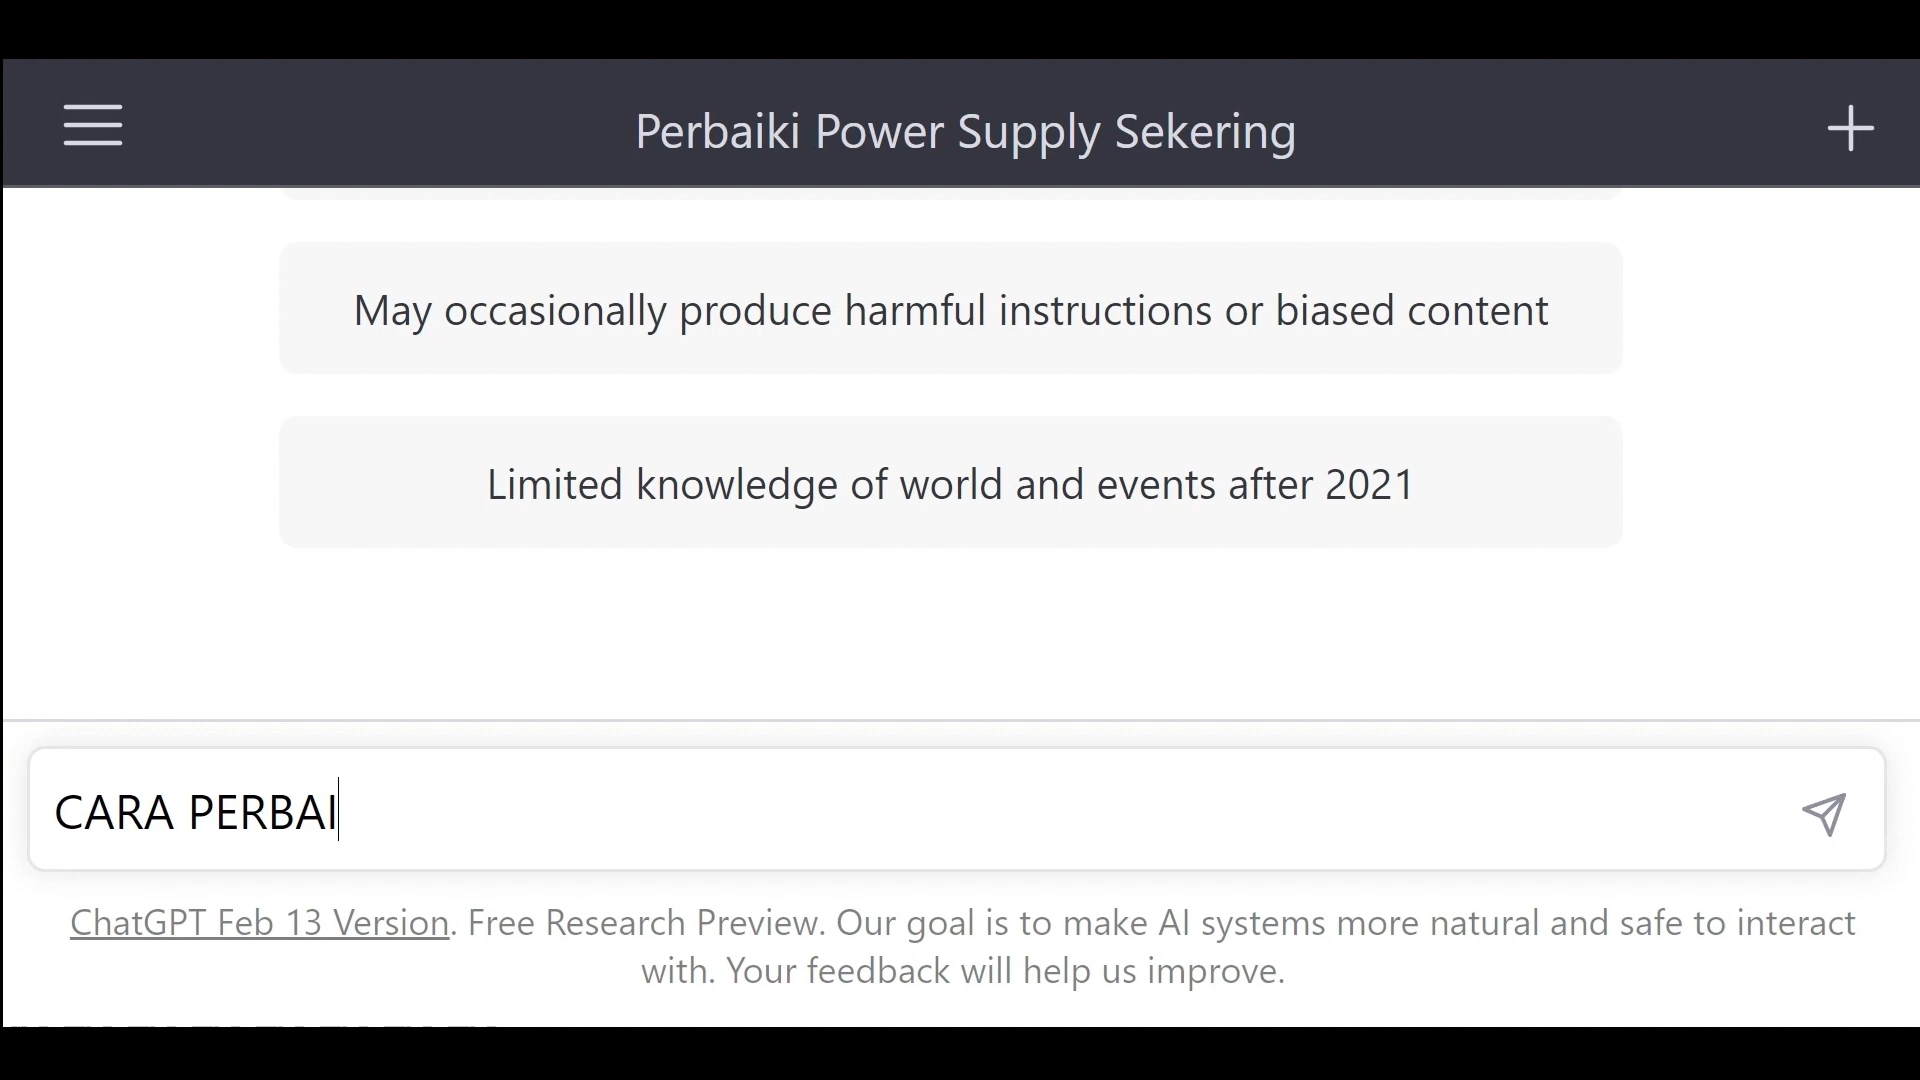 Perbaiki Power Supply Sekering
May occasionally produce harmful instructions or biased content
Limited knowledge of world and events after 2021
CARA PERBAI
ChatGPT Feb 13 Version. Free Research Preview. Our goal is to make AI systems more natural and safe to interact
with. Your feedback will help us improve.